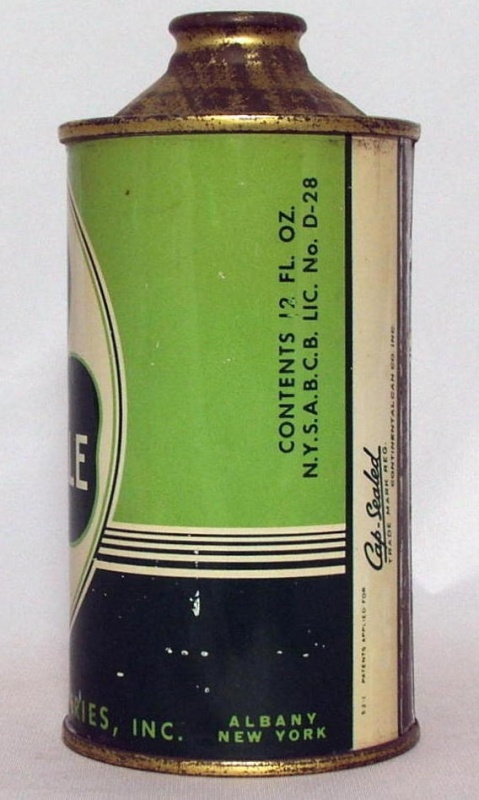 LE
CONTENTS 12 FL. OZ.
N.Y.S.A.B.C.B. LIC. No. D-28
Cap-Sealed
TRADE MARK REG.
CONTINENTAL CAN CO. INC.
PATENTS APPLIED FOR
RIES, INC.
ALBANY
NEW YORK